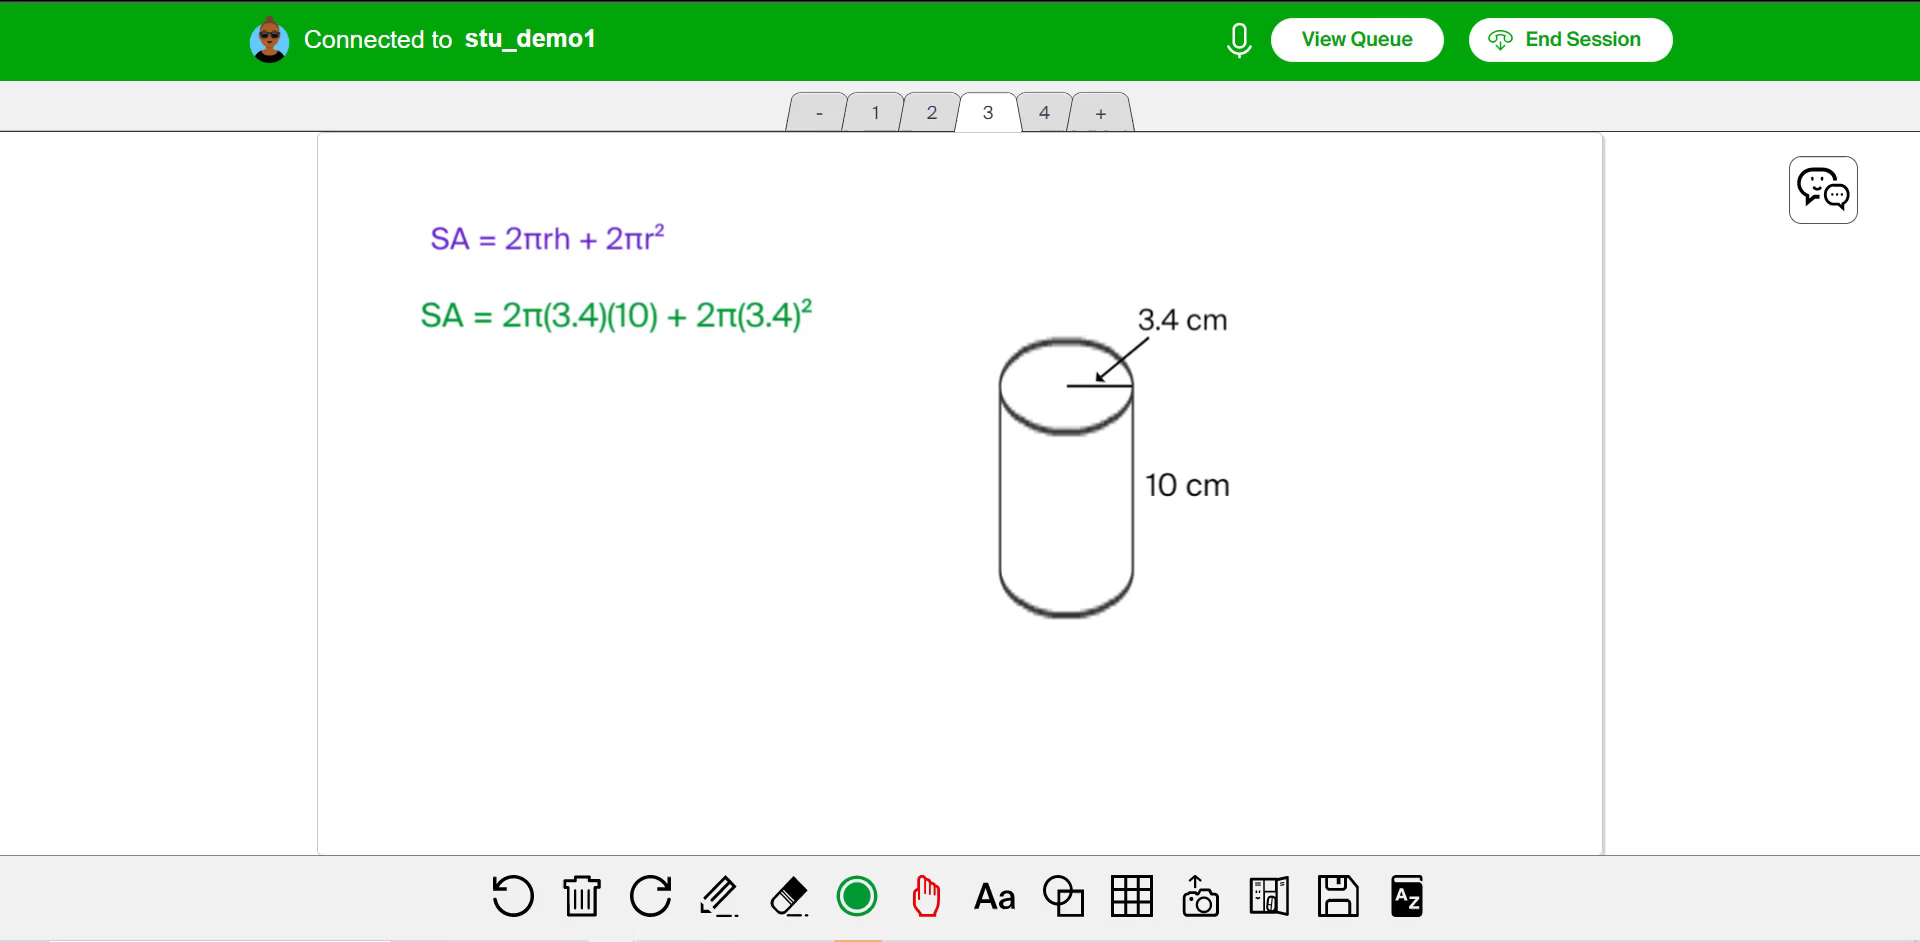 Connected to stu_demo1
View Queue
End Session
- 1 2 3 4 +
SA = 2πrh + 2πr²
SA = 2π(3.4)(10) + 2π(3.4)²
3.4 cm
10 cm
Aa
AZ